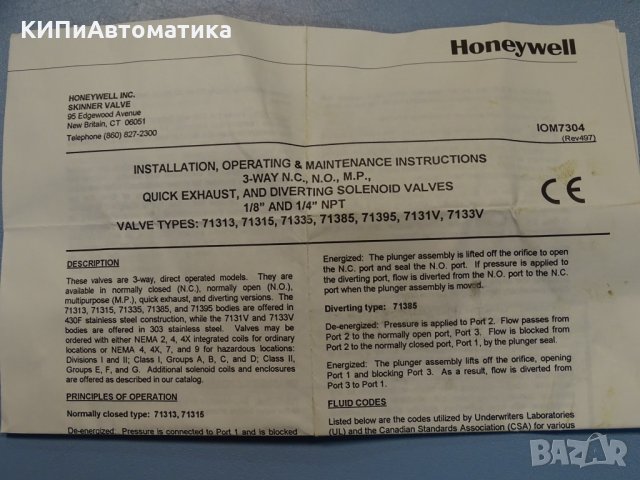 КИПиАвтоматика
Honeywell
HONEYWELL INC.
SKINNER VALVE
95 Edgewood Avenue
New Britain, CT 06051
Telephone (860) 827-2300
IOM7304
(Rev497)
INSTALLATION, OPERATING & MAINTENANCE INSTRUCTIONS
3-WAY N.C., N.O., M.P.,
QUICK EXHAUST, AND DIVERTING SOLENOID VALVES
1/8" AND 1/4" NPT
VALVE TYPES: 71313, 71315, 71335, 71385, 71395, 7131V, 7133V
CE
DESCRIPTION
These valves are 3-way, direct operated models. They are
available in normally closed (N.C.), normally open (N.O.),
multipurpose (M.P.), quick exhaust, and diverting versions. The
71313, 71315, 71335, 71385, and 71395 bodies are offered in
430F stainless steel construction, while the 7131V and 7133V
bodies are offered in 303 stainless steel. Valves may be
ordered with either NEMA 2, 4, 4X integrated coils for ordinary
locations or NEMA 4, 4X, 7, and 9 for hazardous locations:
Divisions I and II; Class I, Groups A, B, C, and D; Class II,
Groups E, F, and G. Additional solenoid coils and enclosures
are offered as described in our catalog.
PRINCIPLES OF OPERATION
Normally closed type: 71313, 71315
De-energized: Pressure is connected to Port 1 and is blocked
Energized: The plunger assembly is lifted off the orifice to open
the N.C. port and seal the N.O. port. If pressure is applied to
the diverting port, flow is diverted from the N.O. port to the N.C.
port when the plunger assembly is moved.
Diverting type: 71385
De-energized: Pressure is applied to Port 2. Flow passes from
Port 2 to the normally open port, Port 3. Flow is blocked from
Port 2 to the normally closed port, Port 1, by the plunger seal.
Energized: The plunger assembly lifts off the orifice, opening
Port 1 and blocking Port 3. As a result, flow is diverted from
Port 3 to Port 1.
FLUID CODES
Listed below are the codes utilized by Underwriters Laboratories
(UL) and the Canadian Standards Association (CSA) for various
BAZAR